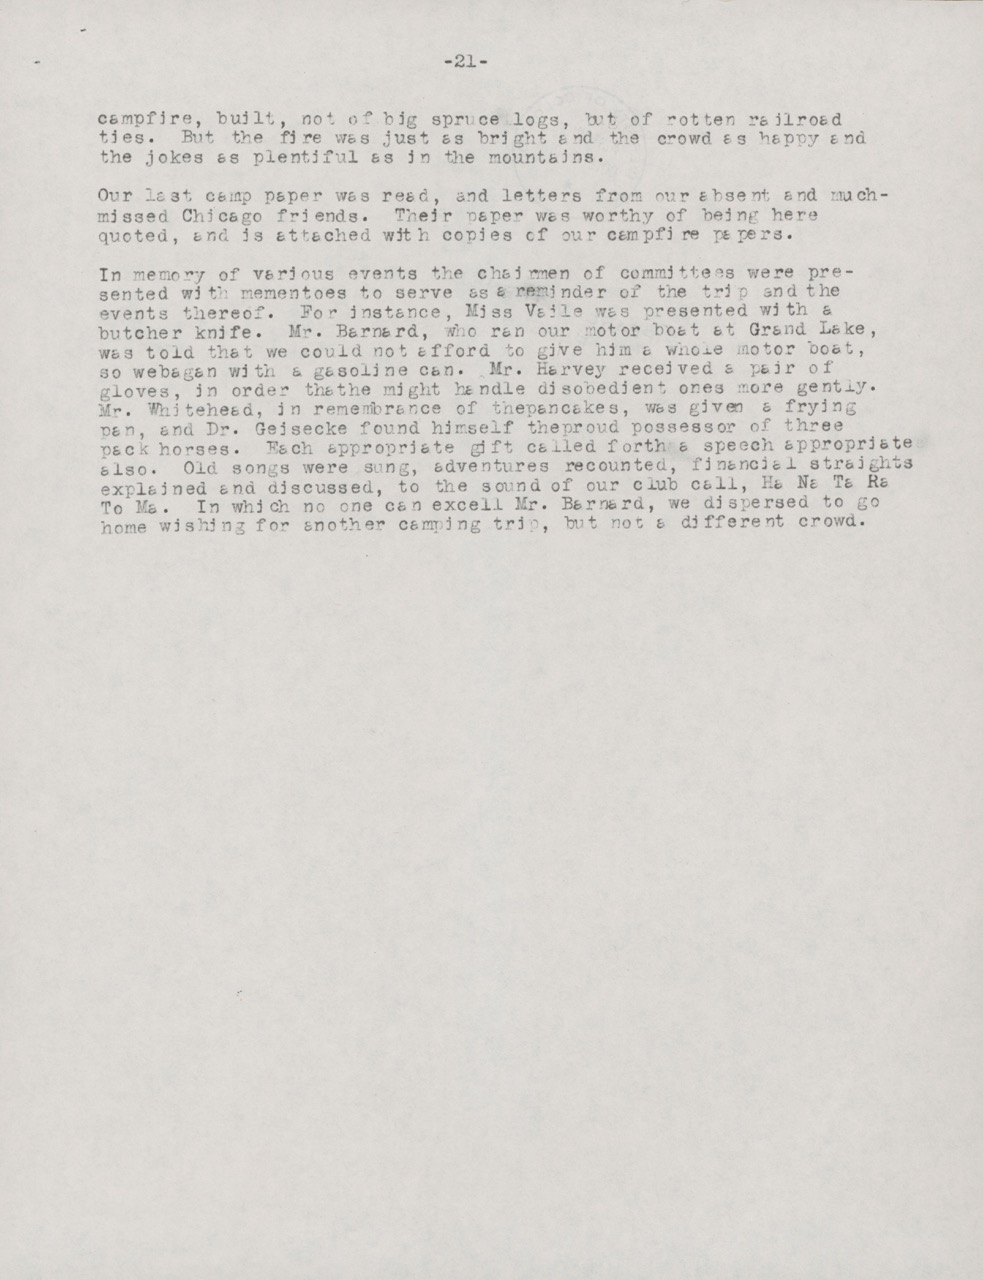 -21-
campfire, built, not of big spruce logs, but of rotten railroad
ties. But the fire was just as bright and the crowd as happy and
the jokes as plentiful as in the mountains.
Our last camp paper was read, and letters from our absent and much-
missed Chicago friends. Their paper was worthy of being here
quoted, and is attached with copies of our campfire papers.
In memory of various events the chairmen of committees were pre-
sented with mementoes to serve as a reminder of the trip and the
events thereof. For instance, Miss Vaile was presented with a
butcher knife. Mr. Barnard, who ran our motor boat at Grand Lake,
was told that we could not afford to give him a whole motor boat,
so webagan with a gasoline can. Mr. Harvey received a pair of
gloves, in order thathe might handle disobedient ones more gently.
Mr. Whitehead, in remembrance of thepancakes, was given a frying
pan, and Dr. Geisecke found himself theproud possessor of three
pack horses. Each appropriate gift called forth a speech appropriate
also. Old songs were sung, adventures recounted, financial straights
explained and discussed, to the sound of our club call, Ha Na Ta Ra
To Ma. In which no one can excell Mr. Barnard, we dispersed to go
home wishing for another camping trip, but not a different crowd.